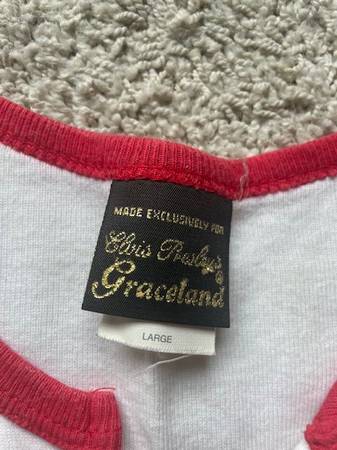 MADE EXCLUSIVELY FOR
Elvis Presley's
Graceland
LARGE